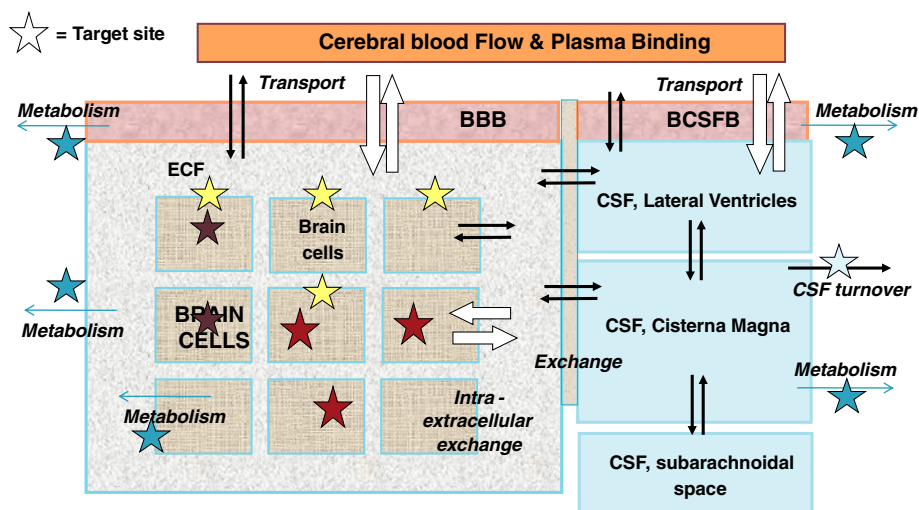 = Target site
Cerebral blood Flow & Plasma Binding
Transport
Transport
Metabolism
BBB
BCSFB
Metabolism
ECF
Brain
cells
CSF, Lateral Ventricles
CSF turnover
Metabolism
BRAIN
CELLS
CSF, Cisterna Magna
Exchange
Metabolism
Intra -
extracellular
exchange
Metabolism
CSF, subarachnoidal
space